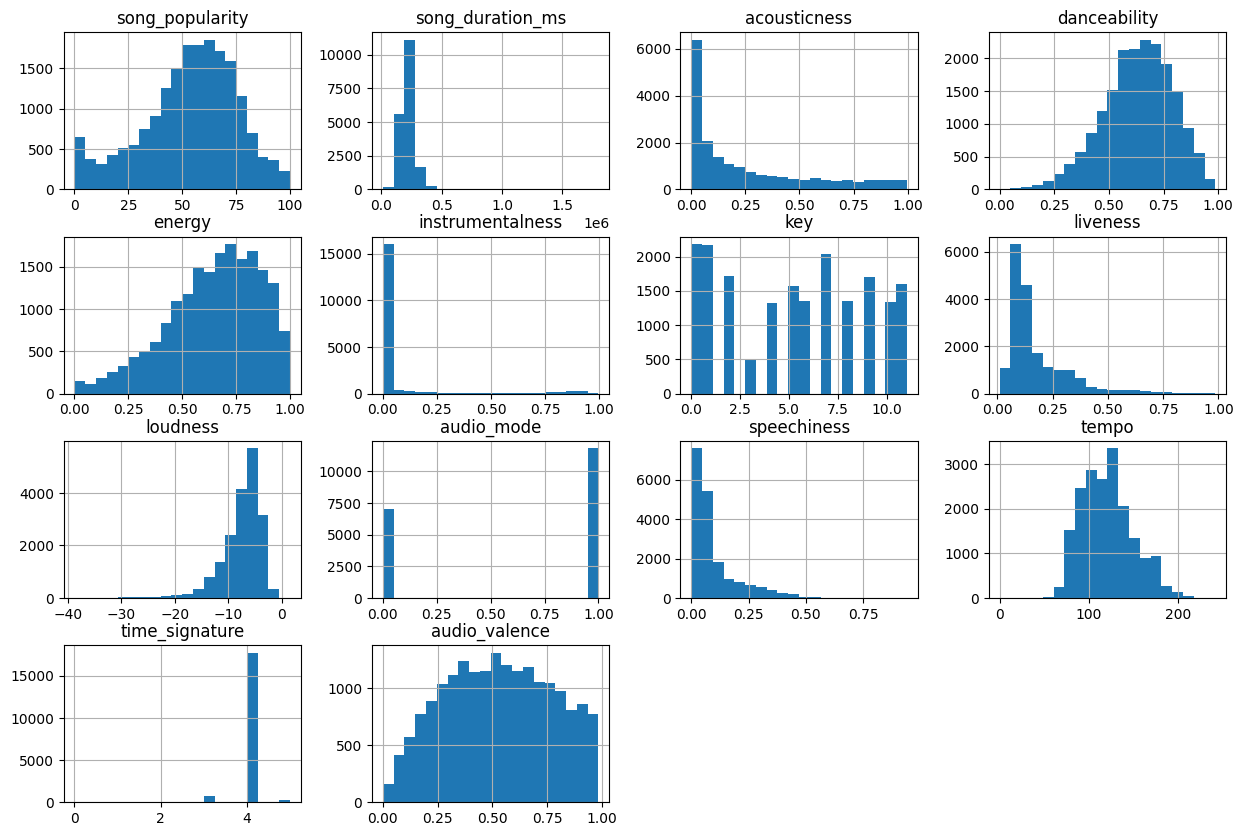 song_popularity song_duration_ms acousticness danceability
1500 1000 500 0
0 25 50 75 100
10000 7500 5000 2500 0
0.0 0.5 1.0 1.5
1e6
6000 4000 2000 0
0.00 0.25 0.50 0.75 1.00
2000 1500 1000 500 0
0.00 0.25 0.50 0.75 1.00
energy instrumentalness key liveness
1500 1000 500 0
0.00 0.25 0.50 0.75 1.00
15000 10000 5000 0
0.00 0.25 0.50 0.75 1.00
2000 1500 1000 500 0
0.0 2.5 5.0 7.5 10.0
6000 4000 2000 0
0.00 0.25 0.50 0.75 1.00
loudness audio_mode speechiness tempo
4000 2000 0
−40 −30 −20 −10 0
10000 7500 5000 2500 0
0.00 0.25 0.50 0.75 1.00
6000 4000 2000 0
0.00 0.25 0.50 0.75
3000 2000 1000 0
0 100 200
time_signature audio_valence
15000 10000 5000 0
0 2 4
1000 500 0
0.00 0.25 0.50 0.75 1.00